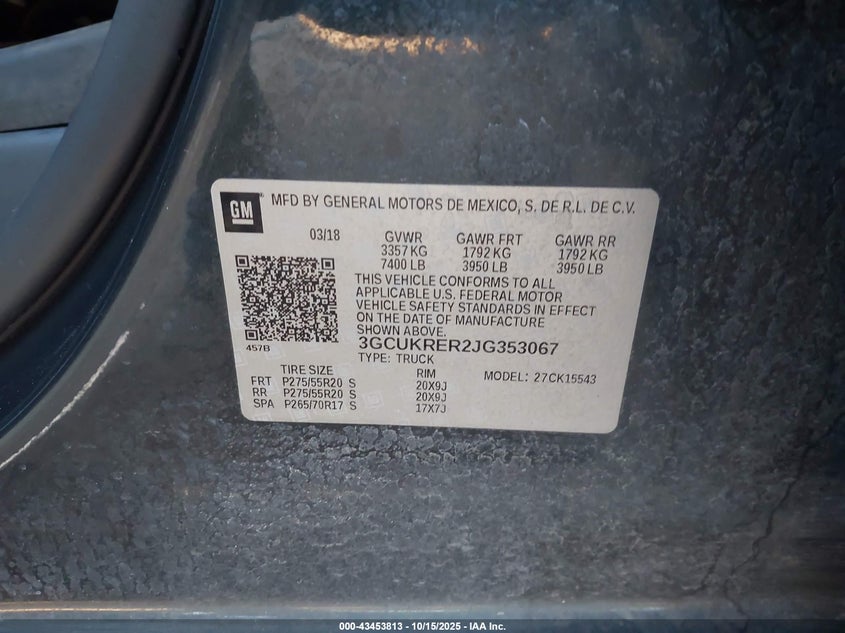 GM
MFD BY GENERAL MOTORS DE MEXICO, S. DE R.L. DE C.V.
03/18 GVWR GAWR FRT GAWR RR
3357 KG 1792 KG 1792 KG
7400 LB 3950 LB 3950 LB
THIS VEHICLE CONFORMS TO ALL
APPLICABLE U.S. FEDERAL MOTOR
VEHICLE SAFETY STANDARDS IN EFFECT
ON THE DATE OF MANUFACTURE
SHOWN ABOVE.
457B
3GCUKRER2JG353067
TYPE: TRUCK
TIRE SIZE RIM MODEL: 27CK15543
FRT P275/55R20 S 20X9J
RR P275/55R20 S 20X9J
SPA P265/70R17 S 17X7J
000-43453813 - 10/15/2025 - IAA Inc.